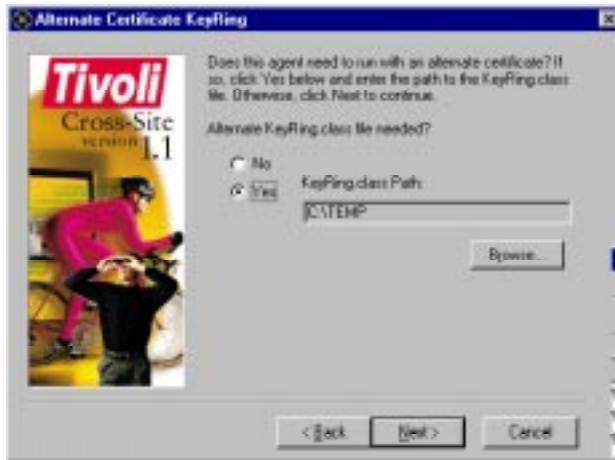 Alternate Certificate KeyRing
Tivoli
Cross-Site
version 1.1
Does this agent need to run with an alternate certificate? If
so, click Yes below and enter the path to the KeyRing.class
file. Otherwise, click Next to continue.
Alternate KeyRing.class file needed?
No
Yes
KeyRing.class Path:
C:\TEMP
Browse...
< Back
Next >
Cancel